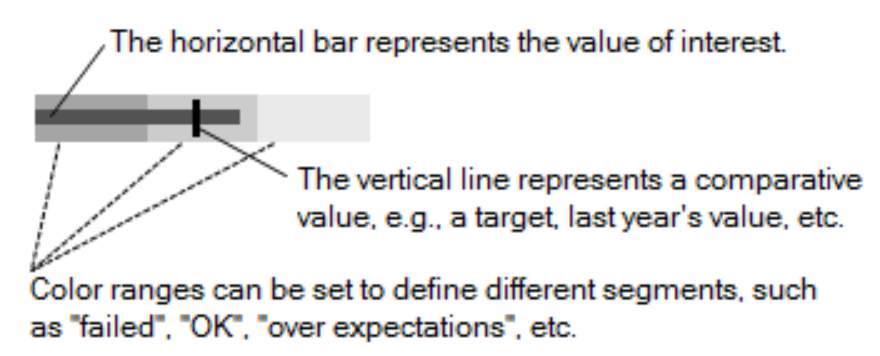 The horizontal bar represents the value of interest.
The vertical line represents a comparative
value, e.g., a target, last year's value, etc.
Color ranges can be set to define different segments, such
as "failed", "OK", "over expectations", etc.